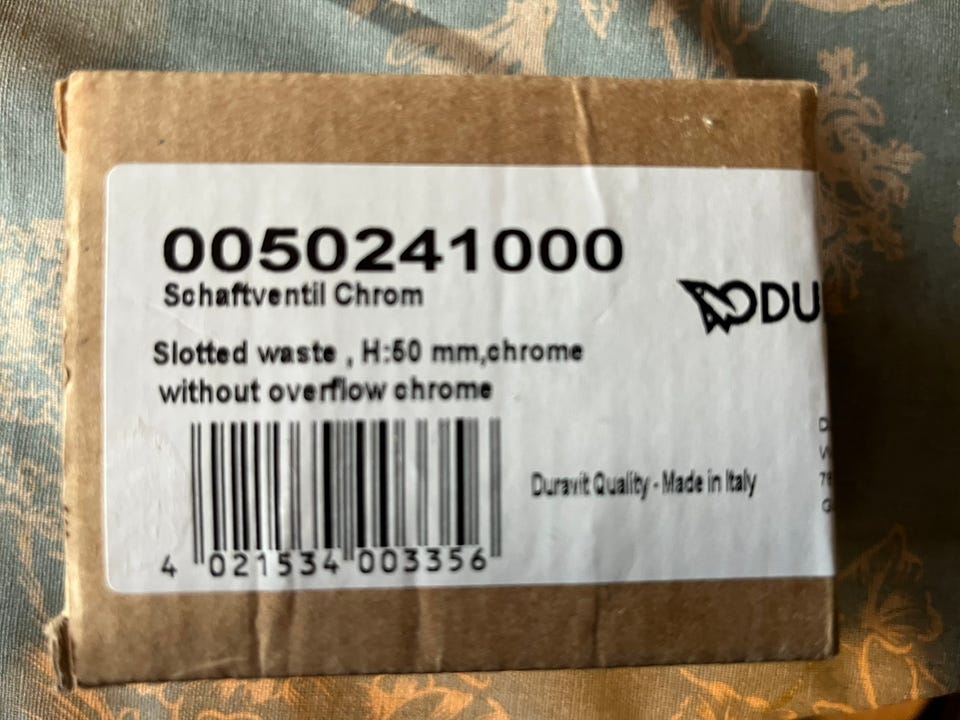 0050241000
Schaftventil Chrom
DU
Slotted waste , H:50 mm,chrome
without overflow chrome
Duravit Quality - Made in Italy
4 021534 003356